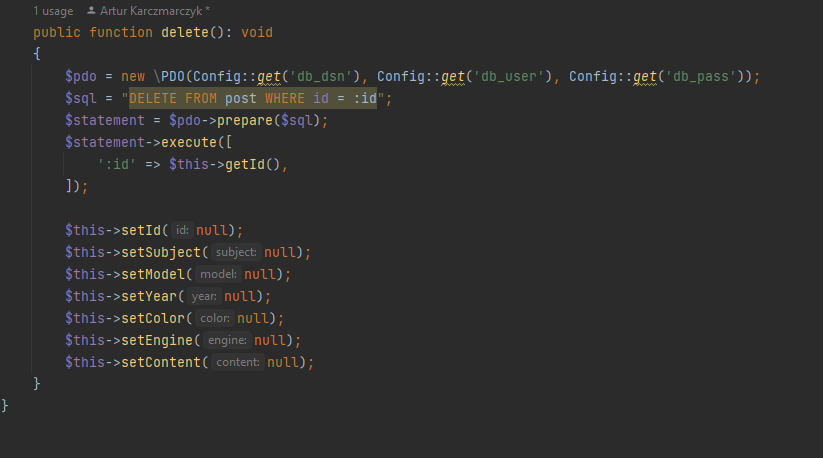 1 usage Artur Karczmarczyk *
public function delete(): void
{
$pdo = new \PDO(Config::get('db_dsn'), Config::get('db_user'), Config::get('db_pass'));
$sql = "DELETE FROM post WHERE id = :id";
$statement = $pdo->prepare($sql);
$statement->execute([
':id' => $this->getId(),
]);
$this->setId( id: null);
$this->setSubject( subject: null);
$this->setModel( model: null);
$this->setYear( year: null);
$this->setColor( color: null);
$this->setEngine( engine: null);
$this->setContent( content: null);
}
}